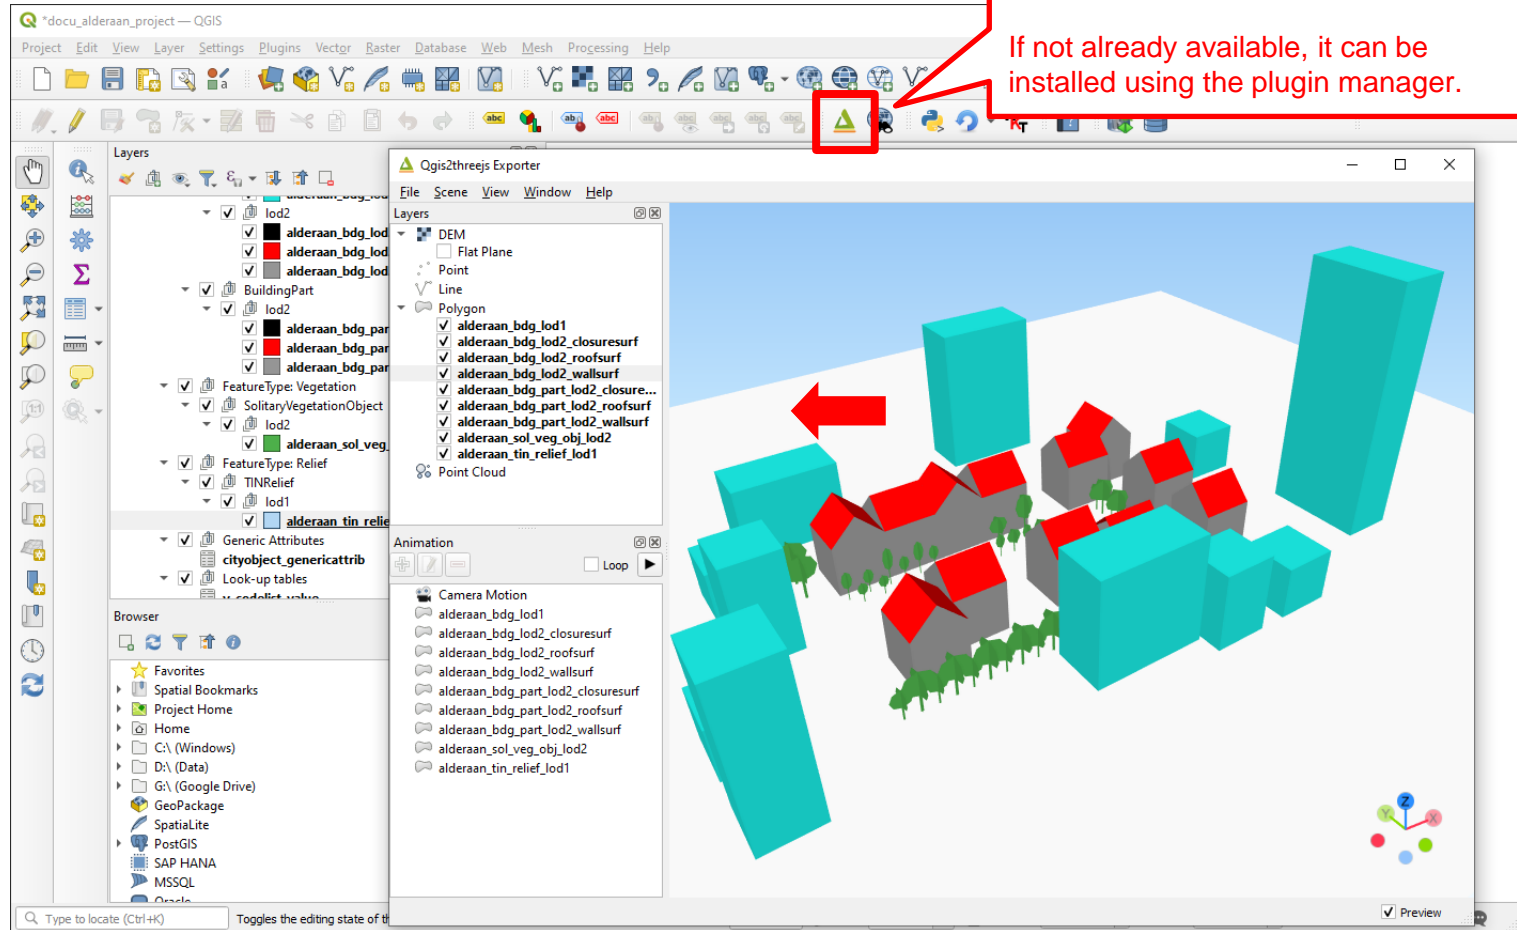 *docu_alderaan_project — QGIS
Project Edit View Layer Settings Plugins Vector Raster Database Web Mesh Processing Help
If not already available, it can be
installed using the plugin manager.
Layers
lod2
alderaan_bdg_lod
alderaan_bdg_lod
alderaan_bdg_lod
BuildingPart
lod2
alderaan_bdg_par
alderaan_bdg_par
alderaan_bdg_par
FeatureType: Vegetation
SolitaryVegetationObject
lod2
alderaan_sol_veg_
FeatureType: Relief
TINRelief
lod1
alderaan_tin_relie
Generic Attributes
cityobject_genericattrib
Look-up tables
v_codelist_value
Browser
Favorites
Spatial Bookmarks
Project Home
Home
C:\ (Windows)
D:\ (Data)
G:\ (Google Drive)
GeoPackage
SpatiaLite
PostGIS
SAP HANA
MSSQL
Oracle
Type to locate (Ctrl+K)
Toggles the editing state of th
Qgis2threejs Exporter
File Scene View Window Help
Layers
DEM
Flat Plane
Point
Line
Polygon
alderaan_bdg_lod1
alderaan_bdg_lod2_closuresurf
alderaan_bdg_lod2_roofsurf
alderaan_bdg_lod2_wallsurf
alderaan_bdg_part_lod2_closure...
alderaan_bdg_part_lod2_roofsurf
alderaan_bdg_part_lod2_wallsurf
alderaan_sol_veg_obj_lod2
alderaan_tin_relief_lod1
Point Cloud
Animation
Loop
Camera Motion
alderaan_bdg_lod1
alderaan_bdg_lod2_closuresurf
alderaan_bdg_lod2_roofsurf
alderaan_bdg_lod2_wallsurf
alderaan_bdg_part_lod2_closuresurf
alderaan_bdg_part_lod2_roofsurf
alderaan_bdg_part_lod2_wallsurf
alderaan_sol_veg_obj_lod2
alderaan_tin_relief_lod1
Z
Y
X
Preview